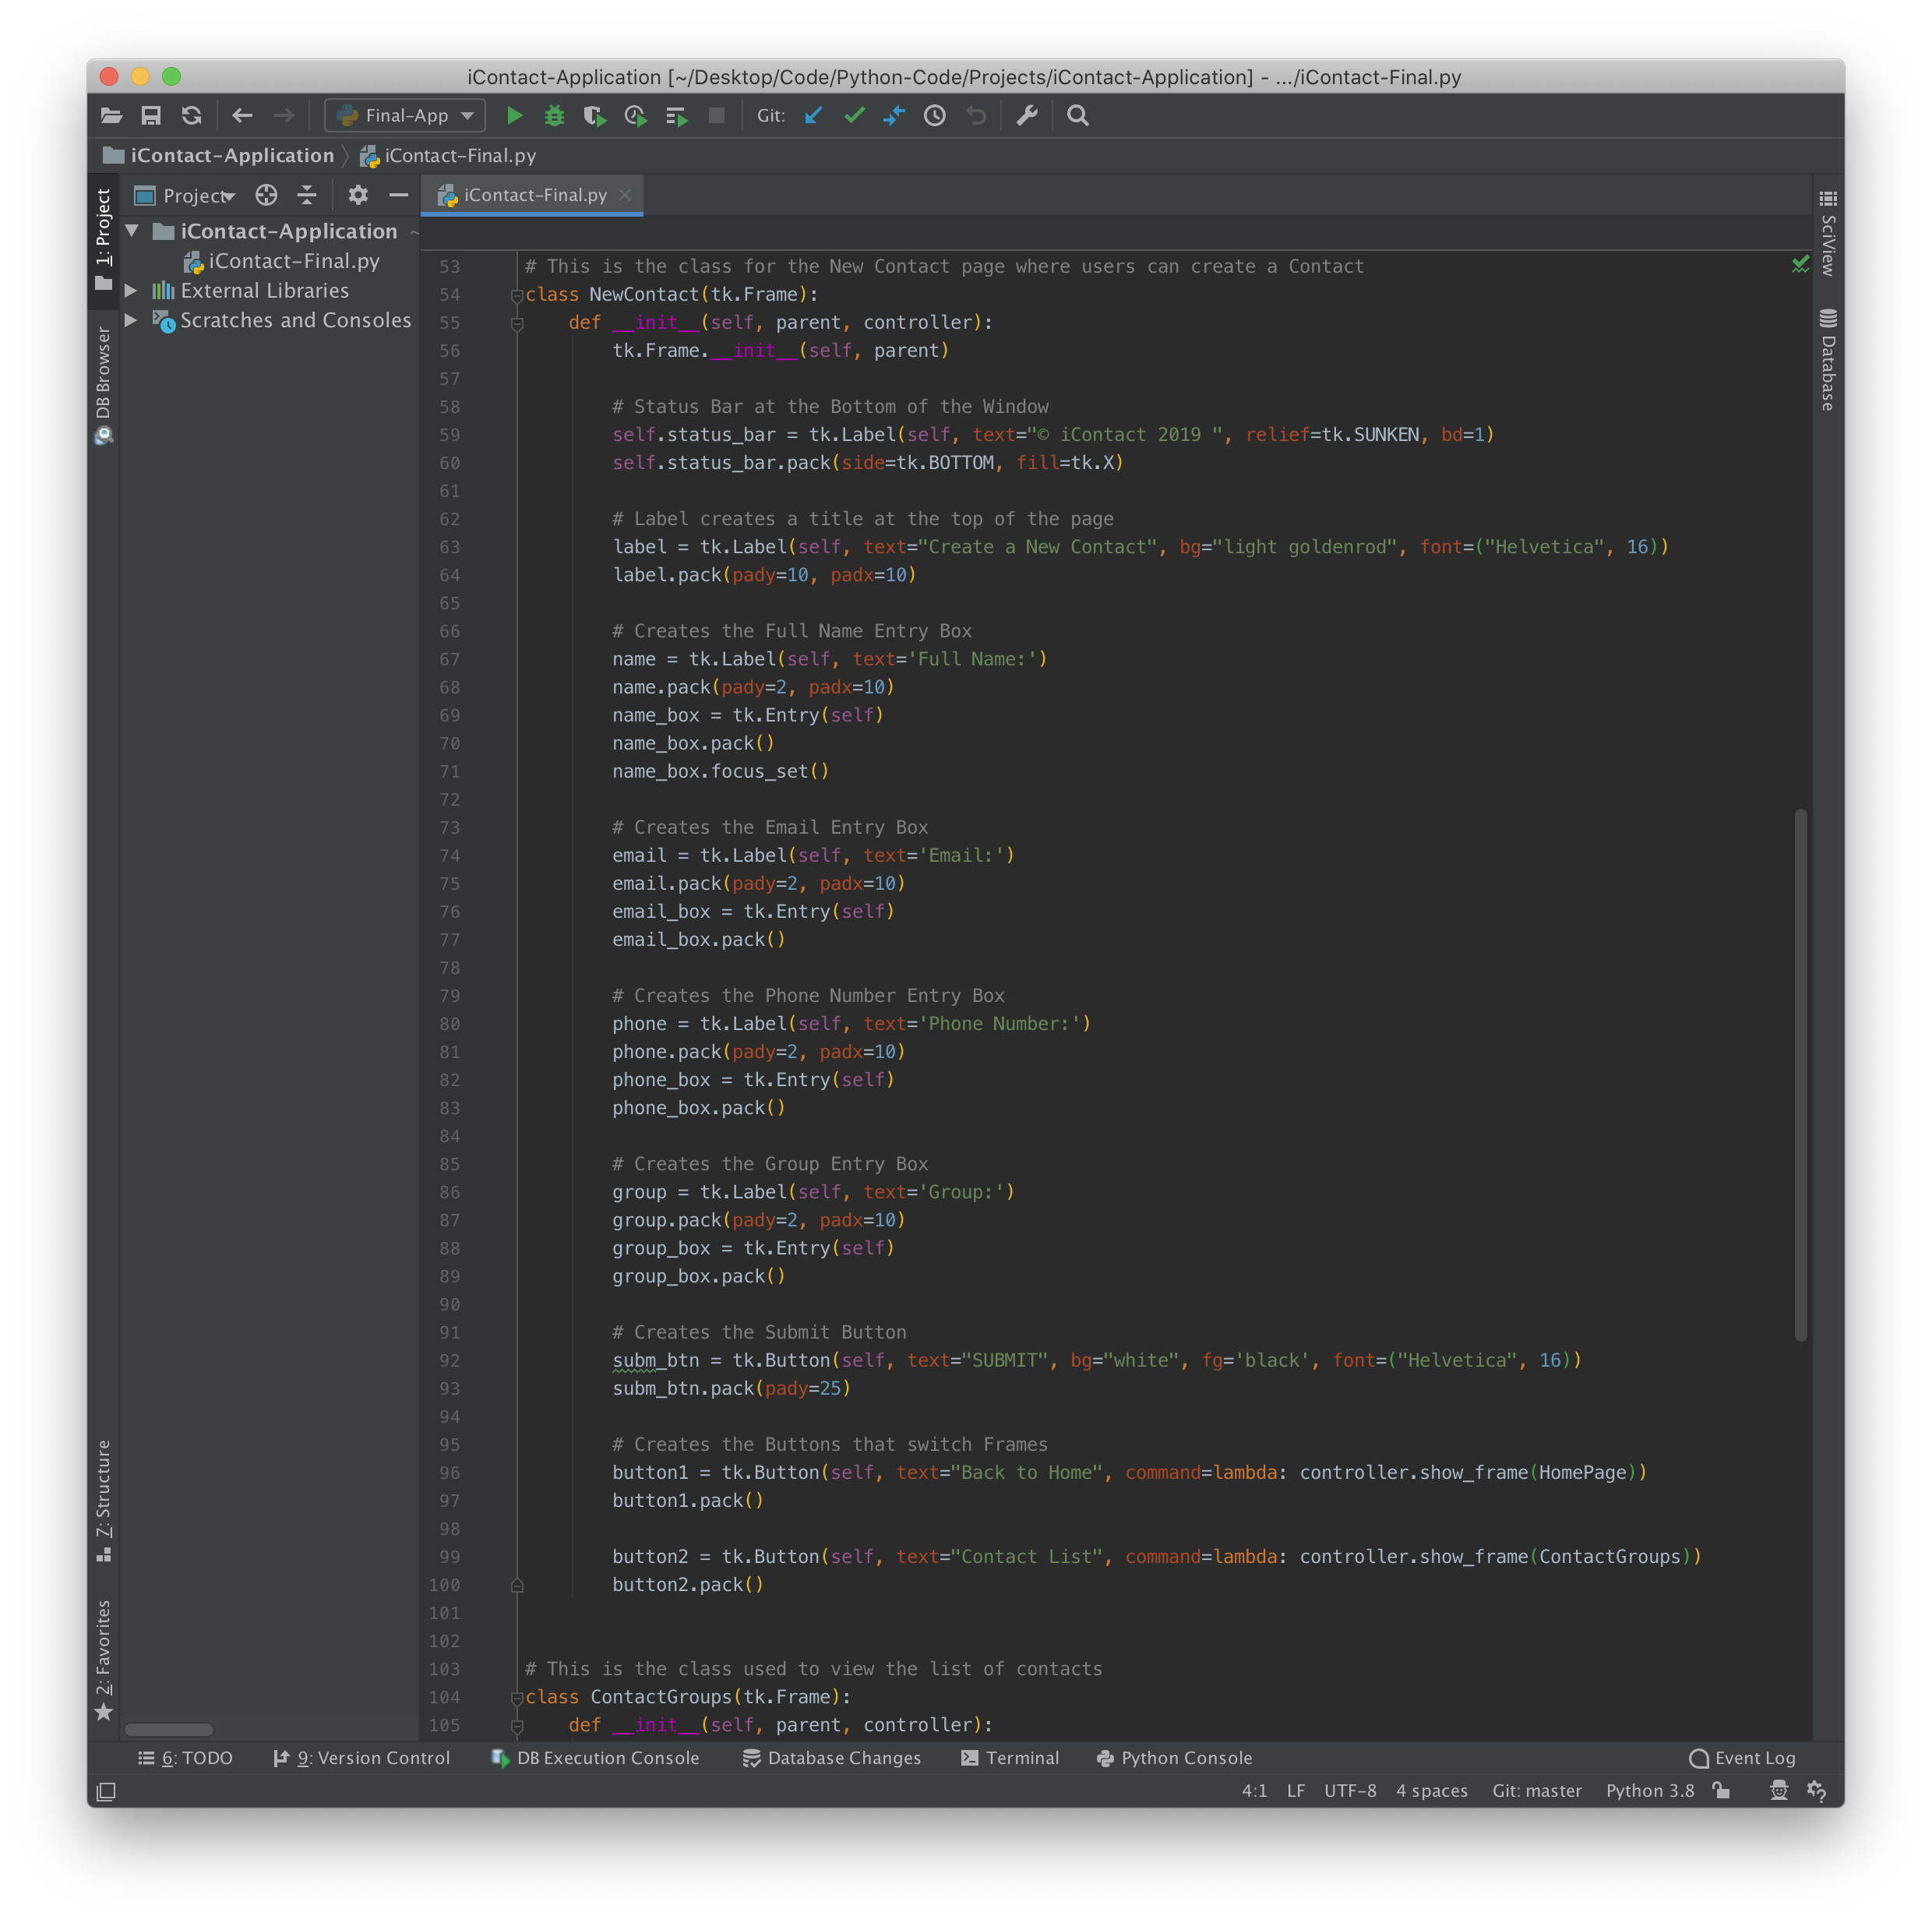 iContact-Application [~/Desktop/Code/Python-Code/Projects/iContact-Application] - .../iContact-Final.py
Final-App
Git:
iContact-Application
iContact-Final.py
1: Project
Project
iContact-Final.py
iContact-Application ~
iContact-Final.py
External Libraries
Scratches and Consoles
DB Browser
7: Structure
2: Favorites
53 # This is the class for the New Contact page where users can create a Contact
54 class NewContact(tk.Frame):
55     def __init__(self, parent, controller):
56         tk.Frame.__init__(self, parent)
57
58         # Status Bar at the Bottom of the Window
59         self.status_bar = tk.Label(self, text="© iContact 2019 ", relief=tk.SUNKEN, bd=1)
60         self.status_bar.pack(side=tk.BOTTOM, fill=tk.X)
61
62         # Label creates a title at the top of the page
63         label = tk.Label(self, text="Create a New Contact", bg="light goldenrod", font=("Helvetica", 16))
64         label.pack(pady=10, padx=10)
65
66         # Creates the Full Name Entry Box
67         name = tk.Label(self, text='Full Name:')
68         name.pack(pady=2, padx=10)
69         name_box = tk.Entry(self)
70         name_box.pack()
71         name_box.focus_set()
72
73         # Creates the Email Entry Box
74         email = tk.Label(self, text='Email:')
75         email.pack(pady=2, padx=10)
76         email_box = tk.Entry(self)
77         email_box.pack()
78
79         # Creates the Phone Number Entry Box
80         phone = tk.Label(self, text='Phone Number:')
81         phone.pack(pady=2, padx=10)
82         phone_box = tk.Entry(self)
83         phone_box.pack()
84
85         # Creates the Group Entry Box
86         group = tk.Label(self, text='Group:')
87         group.pack(pady=2, padx=10)
88         group_box = tk.Entry(self)
89         group_box.pack()
90
91         # Creates the Submit Button
92         subm_btn = tk.Button(self, text="SUBMIT", bg="white", fg='black', font=("Helvetica", 16))
93         subm_btn.pack(pady=25)
94
95         # Creates the Buttons that switch Frames
96         button1 = tk.Button(self, text="Back to Home", command=lambda: controller.show_frame(HomePage))
97         button1.pack()
98
99         button2 = tk.Button(self, text="Contact List", command=lambda: controller.show_frame(ContactGroups))
100         button2.pack()
101
102
103 # This is the class used to view the list of contacts
104 class ContactGroups(tk.Frame):
105     def __init__(self, parent, controller):
SciView
Database
6: TODO
9: Version Control
DB Execution Console
Database Changes
Terminal
Python Console
Event Log
4:1
LF
UTF-8
4 spaces
Git: master
Python 3.8